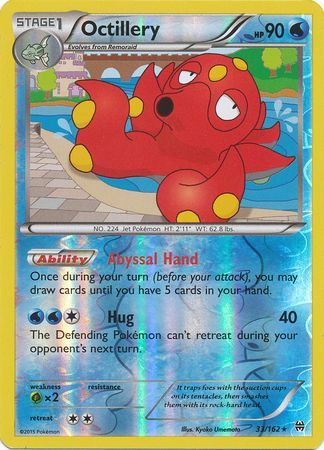 STAGE1
Octillery
HP90
Evolves from Remoraid
NO. 224 Jet Pokémon HT: 2'11" WT: 62.8 lbs.
Ability Abyssal Hand
Once during your turn (before your attack), you may
draw cards until you have 5 cards in your hand.
Hug 40
The Defending Pokémon can't retreat during your
opponent's next turn.
weakness resistance
×2
retreat
It traps foes with the suction cups
on its tentacles, then smashes
them with its rock-hard head.
©2015 Pokémon
Illus. Kyoko Umemoto
33/162★